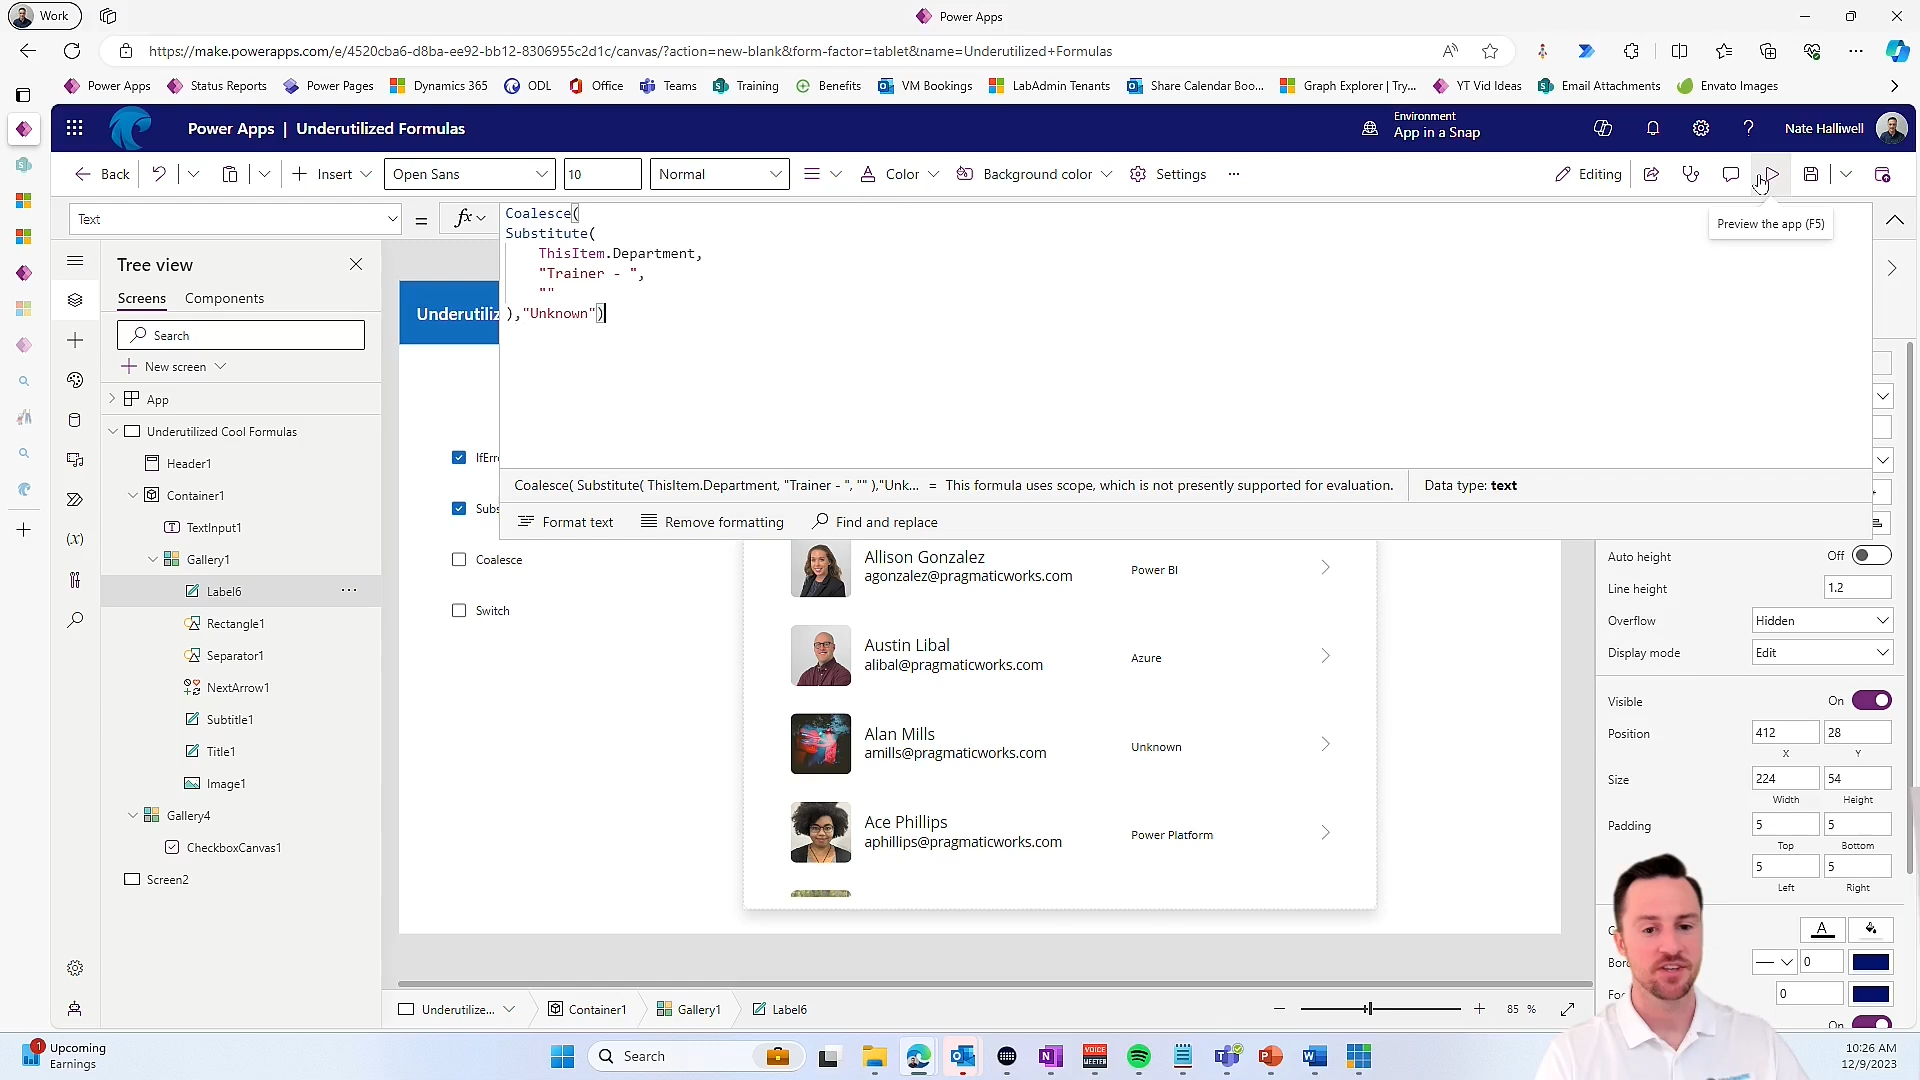 Work
Power Apps
https://make.powerapps.com/e/4520cba6-d8ba-ee92-bb12-8306955c2d1c/canvas/?action=new-blank&form-factor=tablet&name=Underutilized+Formulas
Power Apps
Status Reports
Power Pages
Dynamics 365
ODL
Office
Teams
Training
Benefits
VM Bookings
LabAdmin Tenants
Share Calendar Boo...
Graph Explorer | Try...
YT Vid Ideas
Email Attachments
Envato Images
Power Apps | Underutilized Formulas
Environment
App in a Snap
?
Nate Halliwell
Back
Insert
Open Sans
10
Normal
Color
Background color
Settings
Editing
Preview the app (F5)
Text
=
fx
Coalesce(
Substitute(
ThisItem.Department,
"Trainer - ",
""
),"Unknown")
Coalesce( Substitute( ThisItem.Department, "Trainer - ", "" ),"Unk... = This formula uses scope, which is not presently supported for evaluation.
Data type: text
Format text
Remove formatting
Find and replace
Tree view
Screens
Components
Search
New screen
App
Underutilized Cool Formulas
Header1
Container1
TextInput1
Gallery1
Label6
Rectangle1
Separator1
NextArrow1
Subtitle1
Title1
Image1
Gallery4
CheckboxCanvas1
Screen2
Underutiliz
IfErr
Subs
Coalesce
Switch
Allison Gonzalez
agonzalez@pragmaticworks.com
Power BI
Austin Libal
alibal@pragmaticworks.com
Azure
Alan Mills
amills@pragmaticworks.com
Unknown
Ace Phillips
aphillips@pragmaticworks.com
Power Platform
Auto height
Off
Line height
1.2
Overflow
Hidden
Display mode
Edit
Visible
On
Position
412
28
X
Y
Size
224
54
Width
Height
Padding
5
5
Top
Bottom
5
5
Left
Right
A
0
0
On
Underutilize...
Container1
Gallery1
Label6
85 %
1
Upcoming
Earnings
Search
VOICE
MEETER
10:26 AM
12/9/2023